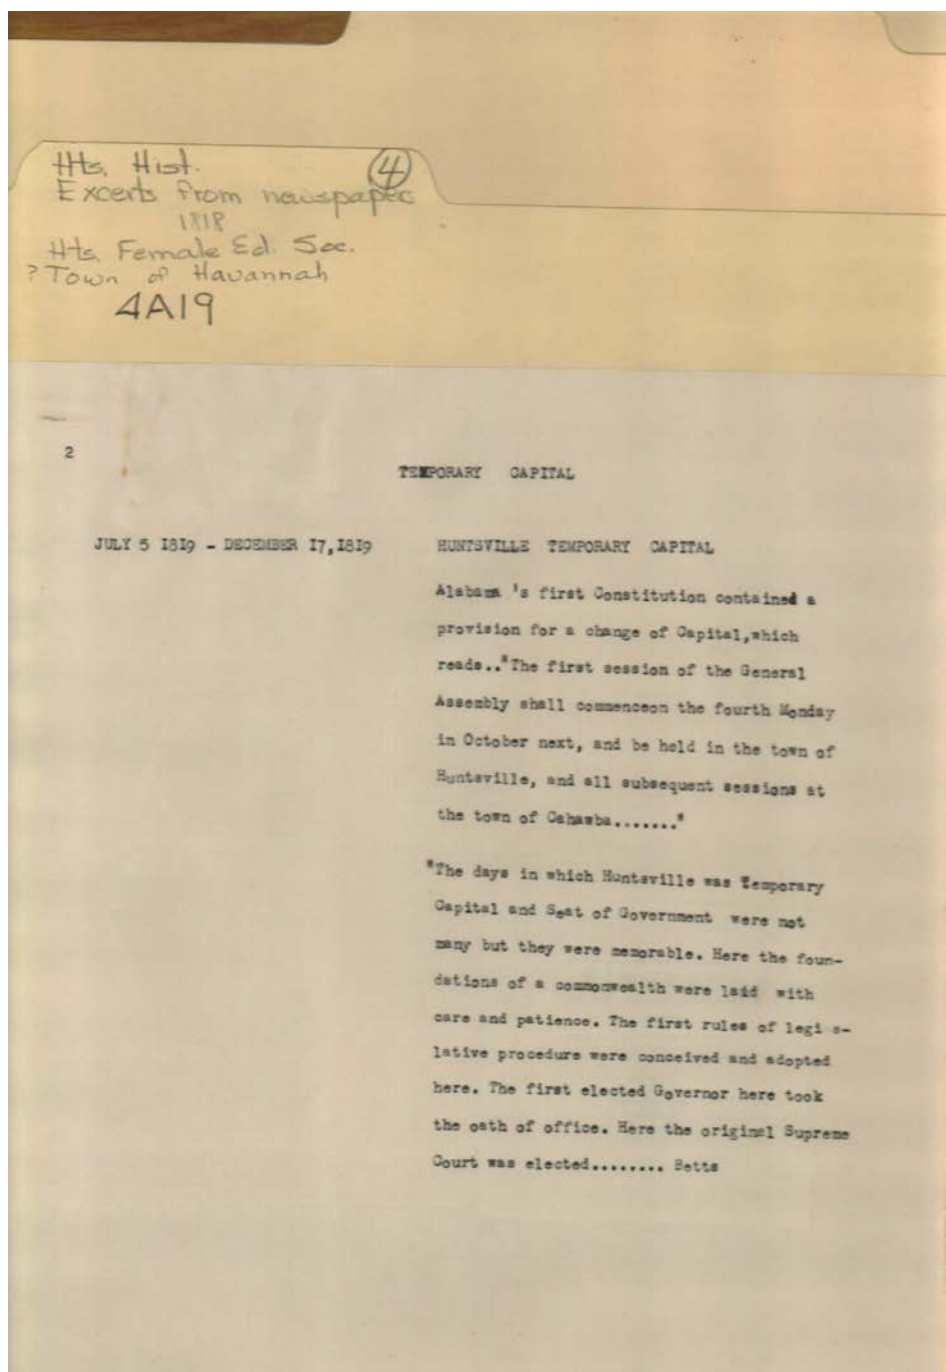 Hts. Hist. 4
Excerts from newspaper
1818
Hts. Female Ed. Soc.
? Town of Havannah
4A19
2
TEMPORARY CAPITAL
JULY 5 I8I9 - DECEMBER I7,I8I9 HUNTSVILLE TEMPORARY CAPITAL
Alabama 's first Constitution contained a
provision for a change of Capital,which
reads.."The first session of the General
Assembly shall commenceon the fourth Monday
in October next, and be held in the town of
Huntsville, and all subsequent sessions at
the town of Cahawba......."
"The days in which Huntsville was Temporary
Capital and Seat of Government were not
many but they were memorable. Here the foun-
dations of a commonwealth were laid with
care and patience. The first rules of legi s-
lative procedure were conceived and adopted
here. The first elected Governor here took
the oath of office. Here the original Supreme
Court was elected........ Betts